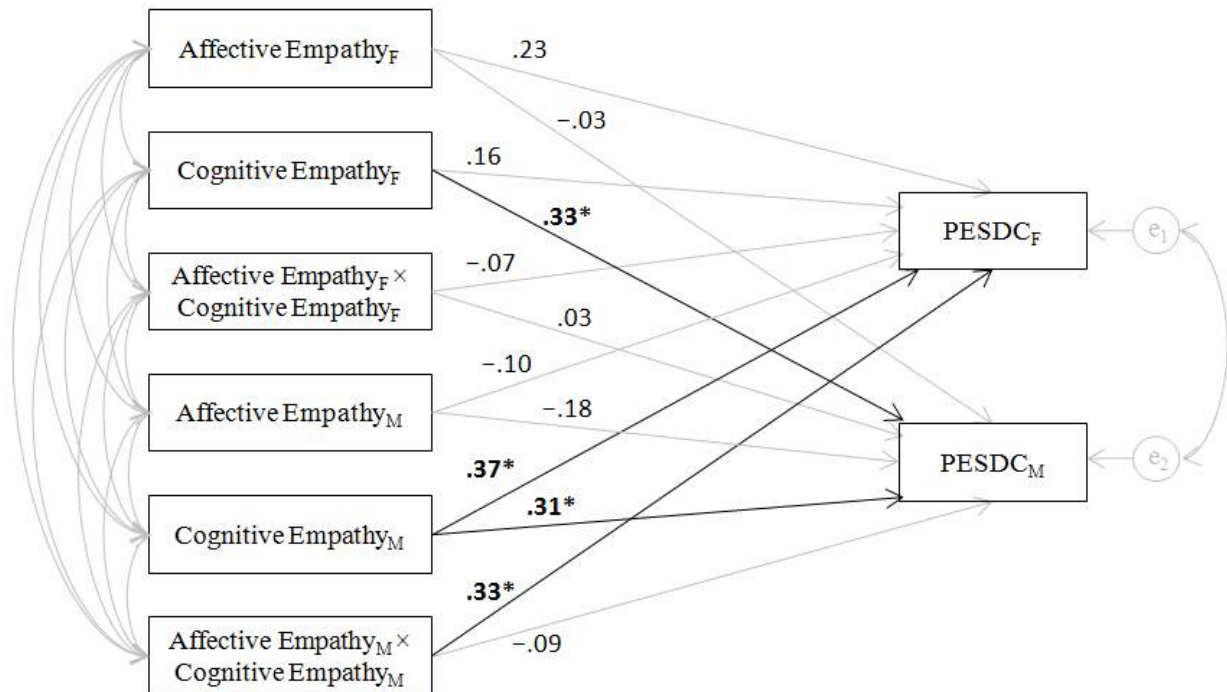 Affective Empathy_F
.23
−.03
Cognitive Empathy_F
.16
.33*
PESDC_F
e_1
Affective Empathy_F ×
Cognitive Empathy_F
−.07
.03
Affective Empathy_M
−.10
−.18
PESDC_M
e_2
Cognitive Empathy_M
.37*
.31*
Affective Empathy_M ×
Cognitive Empathy_M
.33*
−.09